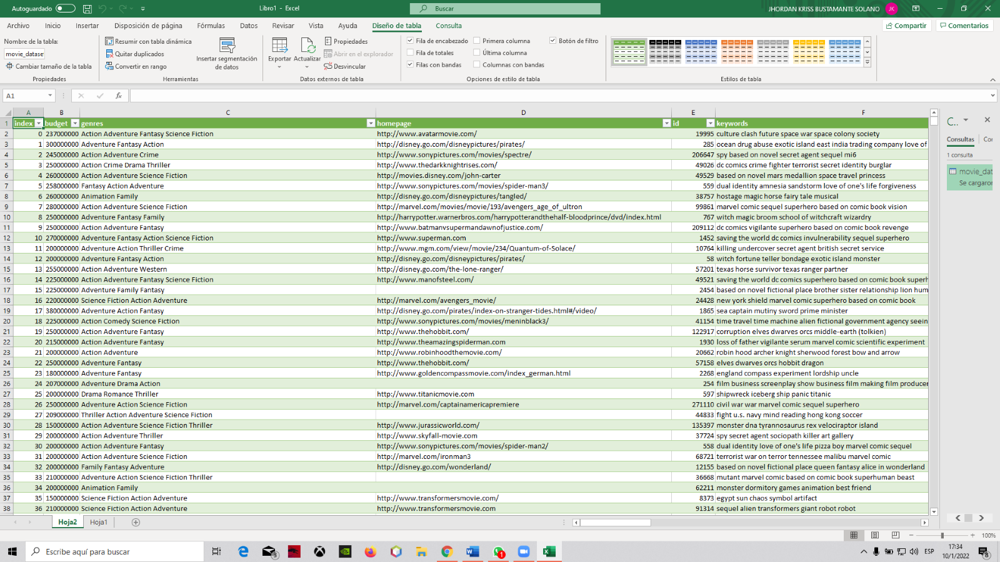 Autoguardado
Libro1 - Excel
Buscar
JHORDAN KRISS BUSTAMANTE SOLANO
JK
Archivo Inicio Insertar Disposición de página Fórmulas Datos Revisar Vista Ayuda Diseño de tabla Consulta
Compartir Comentarios
Nombre de la tabla:
movie_datase
Cambiar tamaño de la tabla
Propiedades
Resumir con tabla dinámica
Quitar duplicados
Convertir en rango
Insertar segmentación
de datos
Herramientas
Exportar Actualizar
Propiedades
Abrir en el explorador
Desvincular
Datos externos de tabla
Fila de encabezado Primera columna Botón de filtro
Fila de totales Última columna
Filas con bandas Columnas con bandas
Opciones de estilo de tabla
Estilos de tabla
A1
fx
A B C D E F
1 index budget genres homepage id keywords
2 0 237000000 Action Adventure Fantasy Science Fiction http://www.avatarmovie.com/ 19995 culture clash future space war space colony society
3 1 300000000 Adventure Fantasy Action http://disney.go.com/disneypictures/pirates/ 285 ocean drug abuse exotic island east india trading company love of
4 2 245000000 Action Adventure Crime http://www.sonypictures.com/movies/spectre/ 206647 spy based on novel secret agent sequel mi6
5 3 250000000 Action Crime Drama Thriller http://www.thedarkknightrises.com/ 49026 dc comics crime fighter terrorist secret identity burglar
6 4 260000000 Action Adventure Science Fiction http://movies.disney.com/john-carter 49529 based on novel mars medallion space travel princess
7 5 258000000 Fantasy Action Adventure http://www.sonypictures.com/movies/spider-man3/ 559 dual identity amnesia sandstorm love of one's life forgiveness
8 6 260000000 Animation Family http://disney.go.com/disneypictures/tangled/ 38757 hostage magic horse fairy tale musical
9 7 280000000 Action Adventure Science Fiction http://marvel.com/movies/movie/193/avengers_age_of_ultron 99861 marvel comic sequel superhero based on comic book vision
10 8 250000000 Adventure Fantasy Family http://harrypotter.warnerbros.com/harrypotterandthehalf-bloodprince/dvd/index.html 767 witch magic broom school of witchcraft wizardry
11 9 250000000 Action Adventure Fantasy http://www.batmanvsupermandawnofjustice.com/ 209112 dc comics vigilante superhero based on comic book revenge
12 10 270000000 Adventure Fantasy Action Science Fiction http://www.superman.com 1452 saving the world dc comics invulnerability sequel superhero
13 11 200000000 Adventure Action Thriller Crime http://www.mgm.com/view/movie/234/Quantum-of-Solace/ 10764 killing undercover secret agent british secret service
14 12 200000000 Adventure Fantasy Action http://disney.go.com/disneypictures/pirates/ 58 witch fortune teller bondage exotic island monster
15 13 255000000 Action Adventure Western http://disney.go.com/the-lone-ranger/ 57201 texas horse survivor texas ranger partner
16 14 225000000 Action Adventure Fantasy Science Fiction http://www.manofsteel.com/ 49521 saving the world dc comics superhero based on comic book superh
17 15 225000000 Adventure Family Fantasy 2454 based on novel fictional place brother sister relationship lion hum
18 16 220000000 Science Fiction Action Adventure http://marvel.com/avengers_movie/ 24428 new york shield marvel comic superhero based on comic book
19 17 380000000 Adventure Action Fantasy http://disney.go.com/pirates/index-on-stranger-tides.html#/video/ 1865 sea captain mutiny sword prime minister
20 18 225000000 Action Comedy Science Fiction http://www.sonypictures.com/movies/meninblack3/ 41154 time travel time machine alien fictional government agency seein
21 19 250000000 Action Adventure Fantasy http://www.thehobbit.com/ 122917 corruption elves dwarves orcs middle-earth (tolkien)
22 20 215000000 Action Adventure Fantasy http://www.theamazingspiderman.com 1930 loss of father vigilante serum marvel comic scientific experiment
23 21 200000000 Action Adventure http://www.robinhoodthemovie.com/ 20662 robin hood archer knight sherwood forest bow and arrow
24 22 250000000 Adventure Fantasy http://www.thehobbit.com/ 57158 elves dwarves orcs hobbit dragon
25 23 180000000 Adventure Fantasy http://www.goldencompassmovie.com/index_german.html 2268 england compass experiment lordship uncle
26 24 207000000 Adventure Drama Action 254 film business screenplay show business film making film producer
27 25 200000000 Drama Romance Thriller http://www.titanicmovie.com 597 shipwreck iceberg ship panic titanic
28 26 250000000 Adventure Action Science Fiction http://marvel.com/captainamericapremiere 271110 civil war war marvel comic sequel superhero
29 27 209000000 Thriller Action Adventure Science Fiction 44833 fight u.s. navy mind reading hong kong soccer
30 28 150000000 Action Adventure Science Fiction Thriller http://www.jurassicworld.com/ 135397 monster dna tyrannosaurus rex velociraptor island
31 29 200000000 Action Adventure Thriller http://www.skyfall-movie.com 37724 spy secret agent sociopath killer art gallery
32 30 200000000 Action Adventure Fantasy http://www.sonypictures.com/movies/spider-man2/ 558 dual identity love of one's life pizza boy marvel comic sequel
33 31 200000000 Action Adventure Science Fiction http://marvel.com/ironman3 68721 terrorist war on terror tennessee malibu marvel comic
34 32 200000000 Family Fantasy Adventure http://disney.go.com/wonderland/ 12155 based on novel fictional place queen fantasy alice in wonderland
35 33 210000000 Adventure Action Science Fiction Thriller 36668 mutant marvel comic based on comic book superhuman beast
36 34 200000000 Animation Family 62211 monster dormitory games animation best friend
37 35 150000000 Science Fiction Action Adventure http://www.transformersmovie.com/ 8373 egypt sun chaos symbol artifact
38 36 210000000 Science Fiction Action Adventure http://www.transformersmovie.com 91314 sequel alien transformers giant robot robot
C...
Consultas Co
1 consulta
movie_dat
Se cargaron
Hoja2 Hoja1
100%
Escribe aquí para buscar
3
1
ESP
17:34
10/1/2022
8